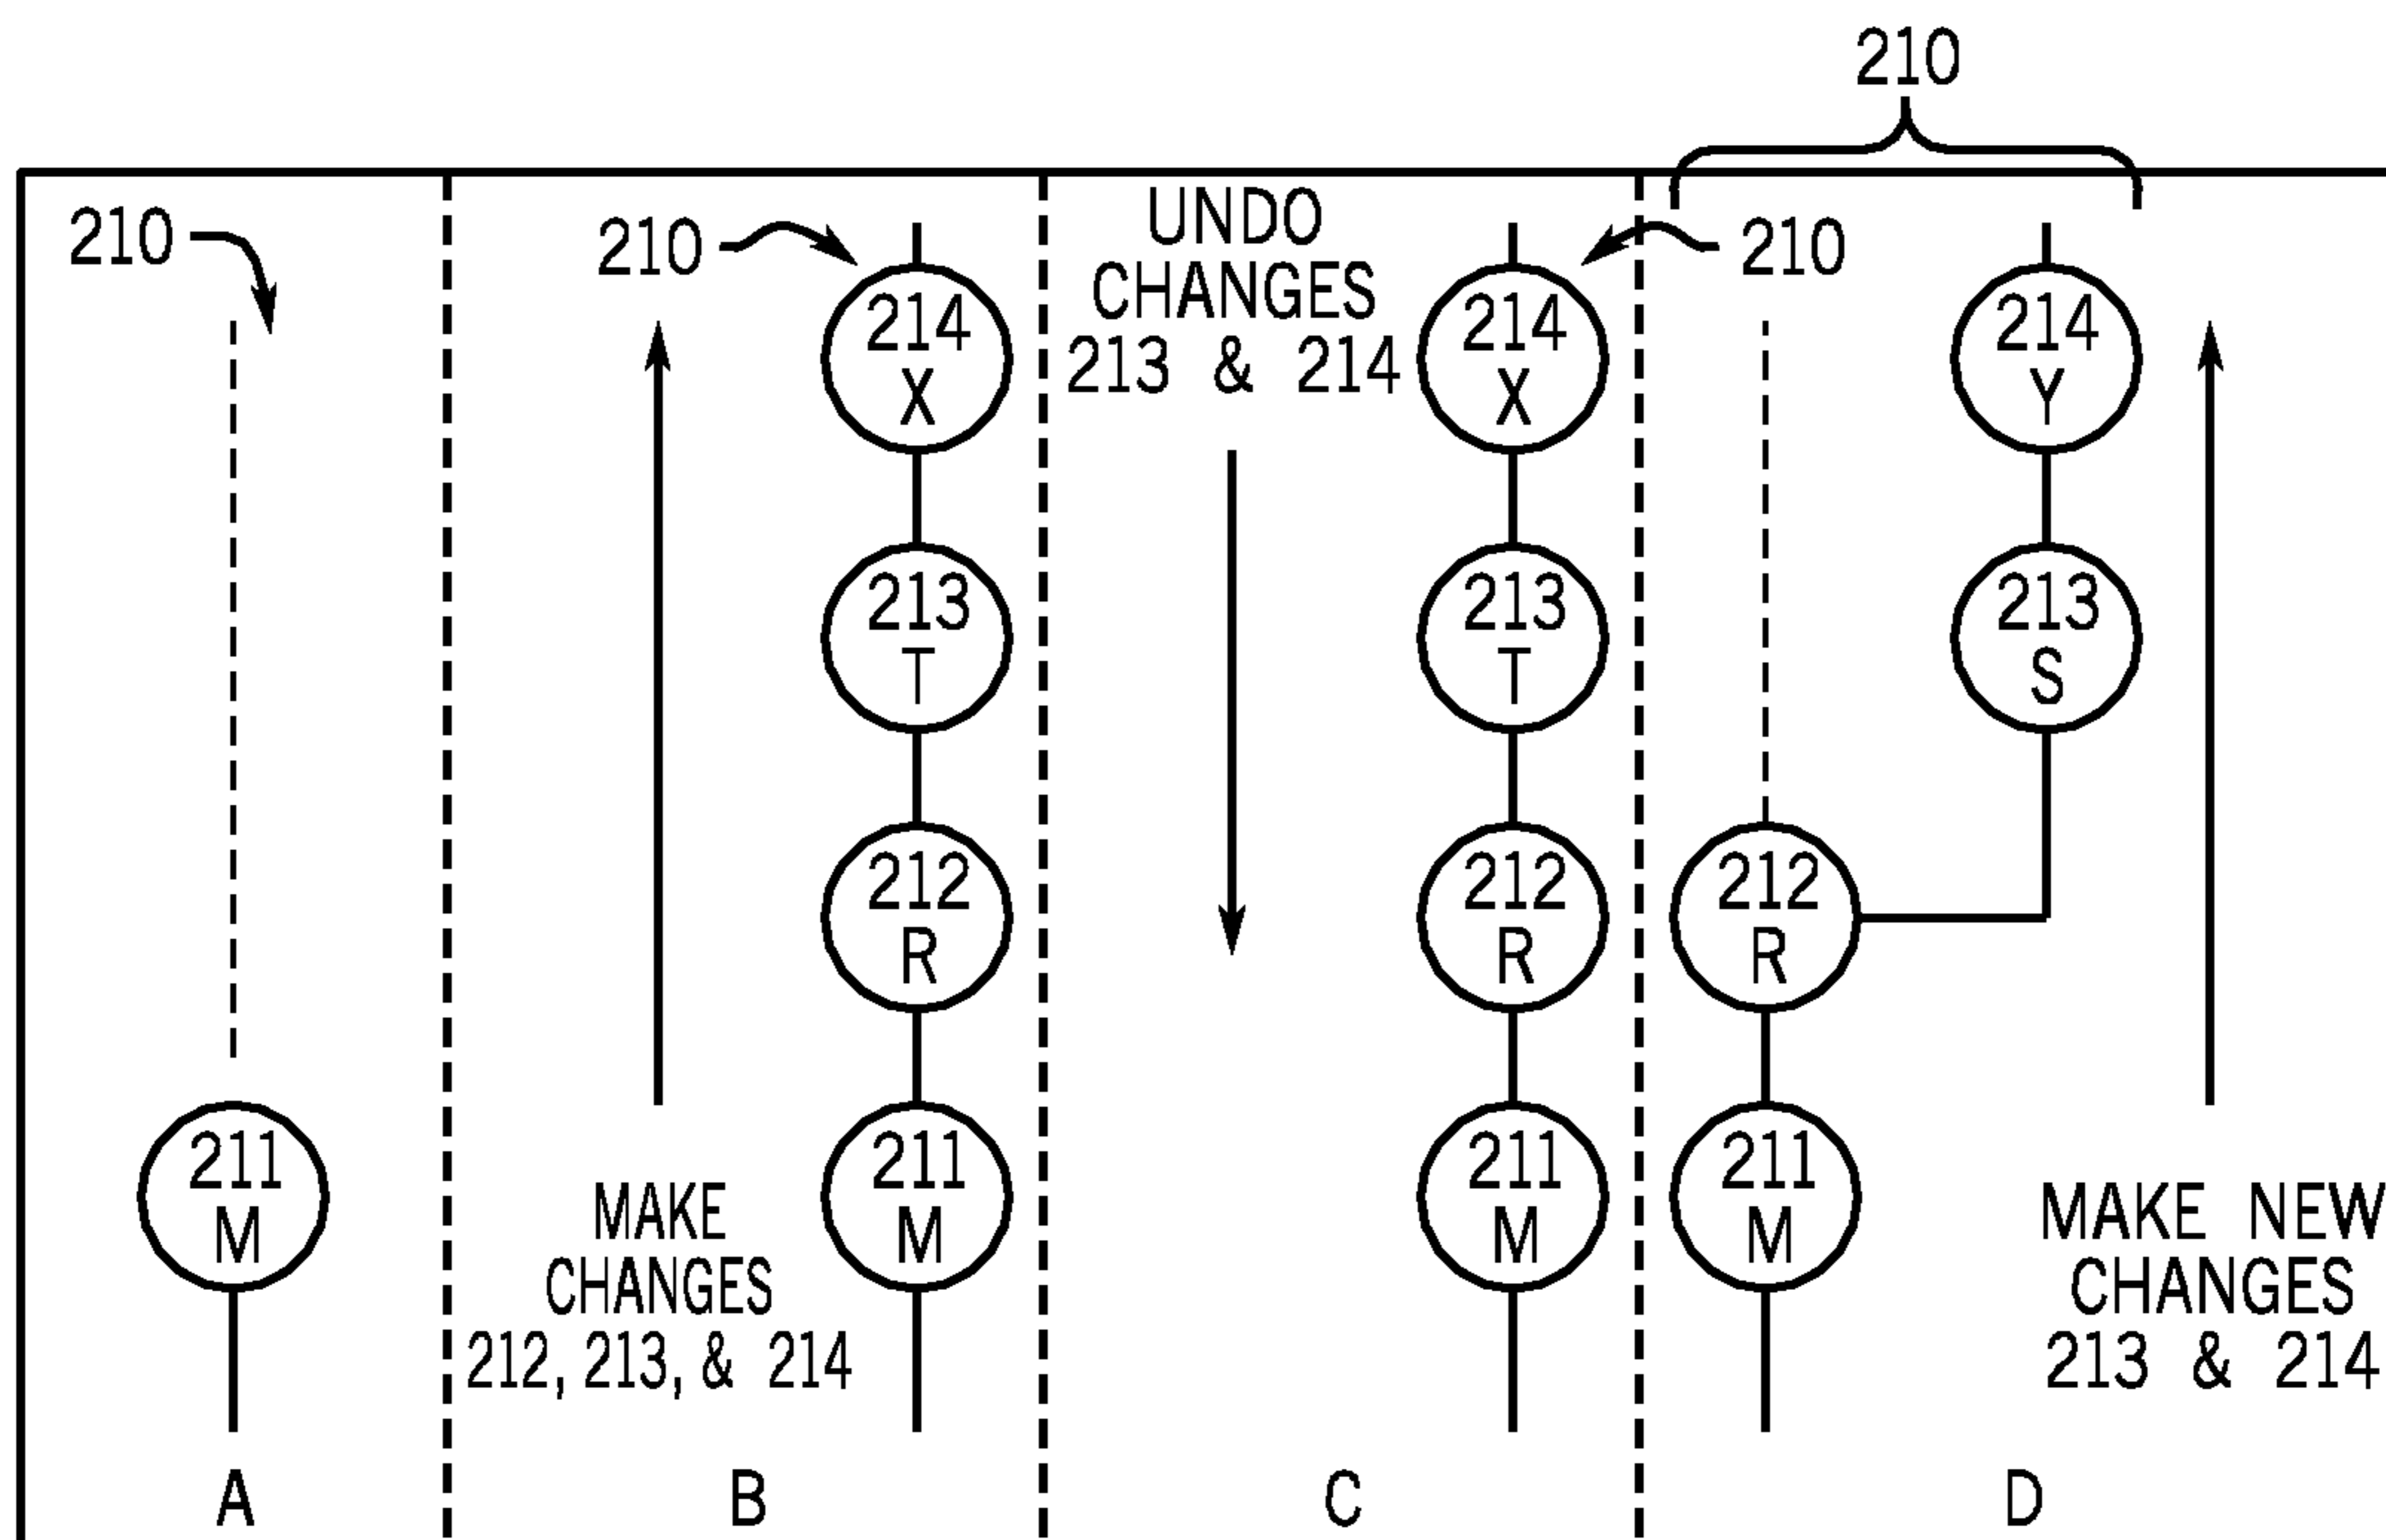 210
210
211
M
A
210
214
X
213
T
212
R
211
M
MAKE
CHANGES
212, 213, & 214
B
UNDO
CHANGES
213 & 214
210
214
X
213
T
212
R
211
M
C
214
Y
213
S
212
R
211
M
MAKE NEW
CHANGES
213 & 214
D